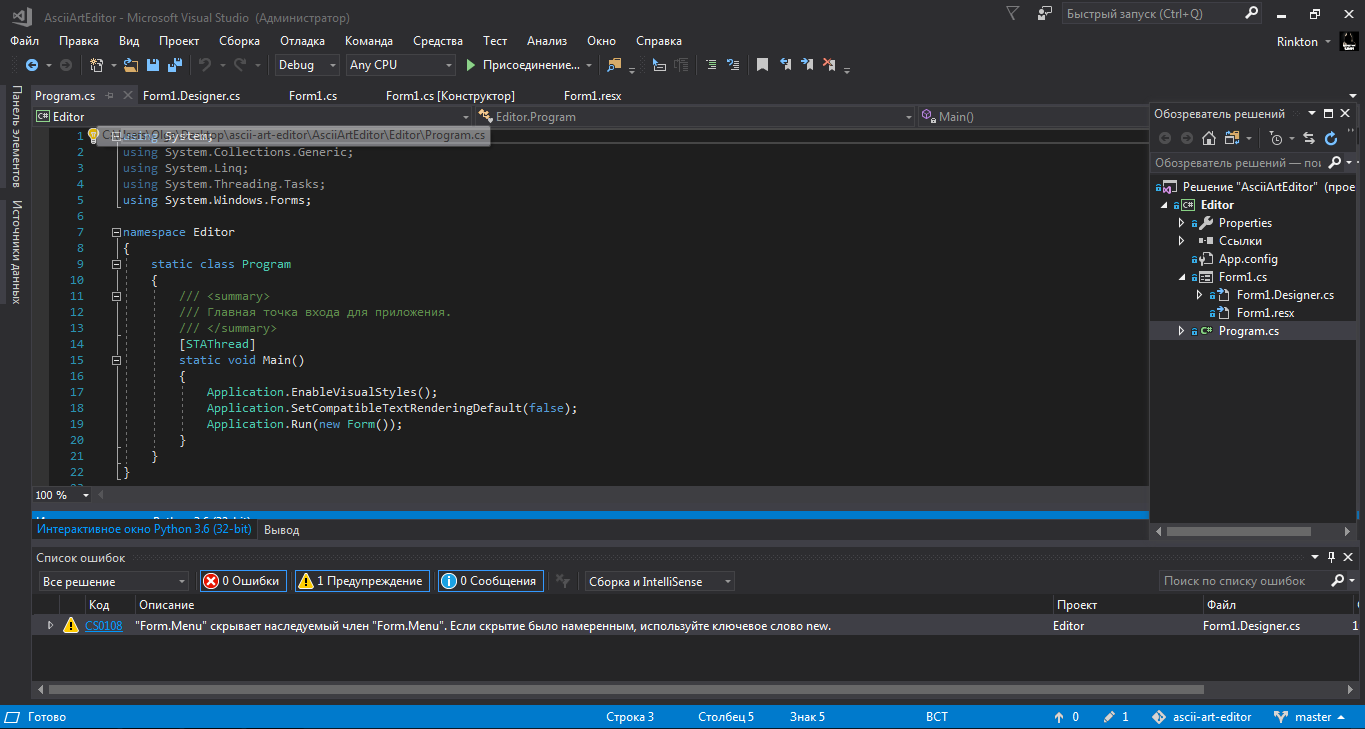 AsciiArtEditor - Microsoft Visual Studio (Администратор)
Быстрый запуск (Ctrl+Q)
Файл Правка Вид Проект Сборка Отладка Команда Средства Тест Анализ Окно Справка
Rinkton
Debug Any CPU Присоединение...
Program.cs Form1.Designer.cs Form1.cs Form1.cs [Конструктор] Form1.resx
Панель элементов
Источники данных
Editor Editor.Program Main()
top\ascii-art-editor\AsciiArtEditor\Editor\Program.cs
1 using System;
2 using System.Collections.Generic;
3 using System.Linq;
4 using System.Threading.Tasks;
5 using System.Windows.Forms;
6
7 namespace Editor
8 {
9 static class Program
10 {
11 /// <summary>
12 /// Главная точка входа для приложения.
13 /// </summary>
14 [STAThread]
15 static void Main()
16 {
17 Application.EnableVisualStyles();
18 Application.SetCompatibleTextRenderingDefault(false);
19 Application.Run(new Form());
20 }
21 }
22 }
100 %
Обозреватель решений
Обозреватель решений — пои
Решение "AsciiArtEditor" (прое
C# Editor
Properties
Ссылки
App.config
Form1.cs
Form1.Designer.cs
Form1.resx
C# Program.cs
Интерактивное окно Python 3.6 (32-bit) Вывод
Список ошибок
Все решение 0 Ошибки 1 Предупреждение 0 Сообщения Сборка и IntelliSense
Поиск по списку ошибок
Код Описание Проект Файл
CS0108 "Form.Menu" скрывает наследуемый член "Form.Menu". Если скрытие было намеренным, используйте ключевое слово new. Editor Form1.Designer.cs 1
Готово Строка 3 Столбец 5 Знак 5 ВСТ 0 1 ascii-art-editor master